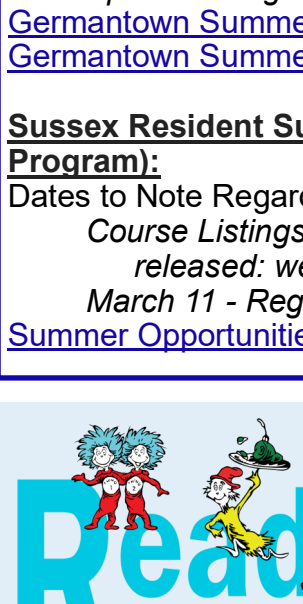 Germantown Summe
Germantown Summe
Sussex Resident Su
Program):
Dates to Note Regar
Course Listings
released: we
March 11 - Reg
Summer Opportunitie
Read